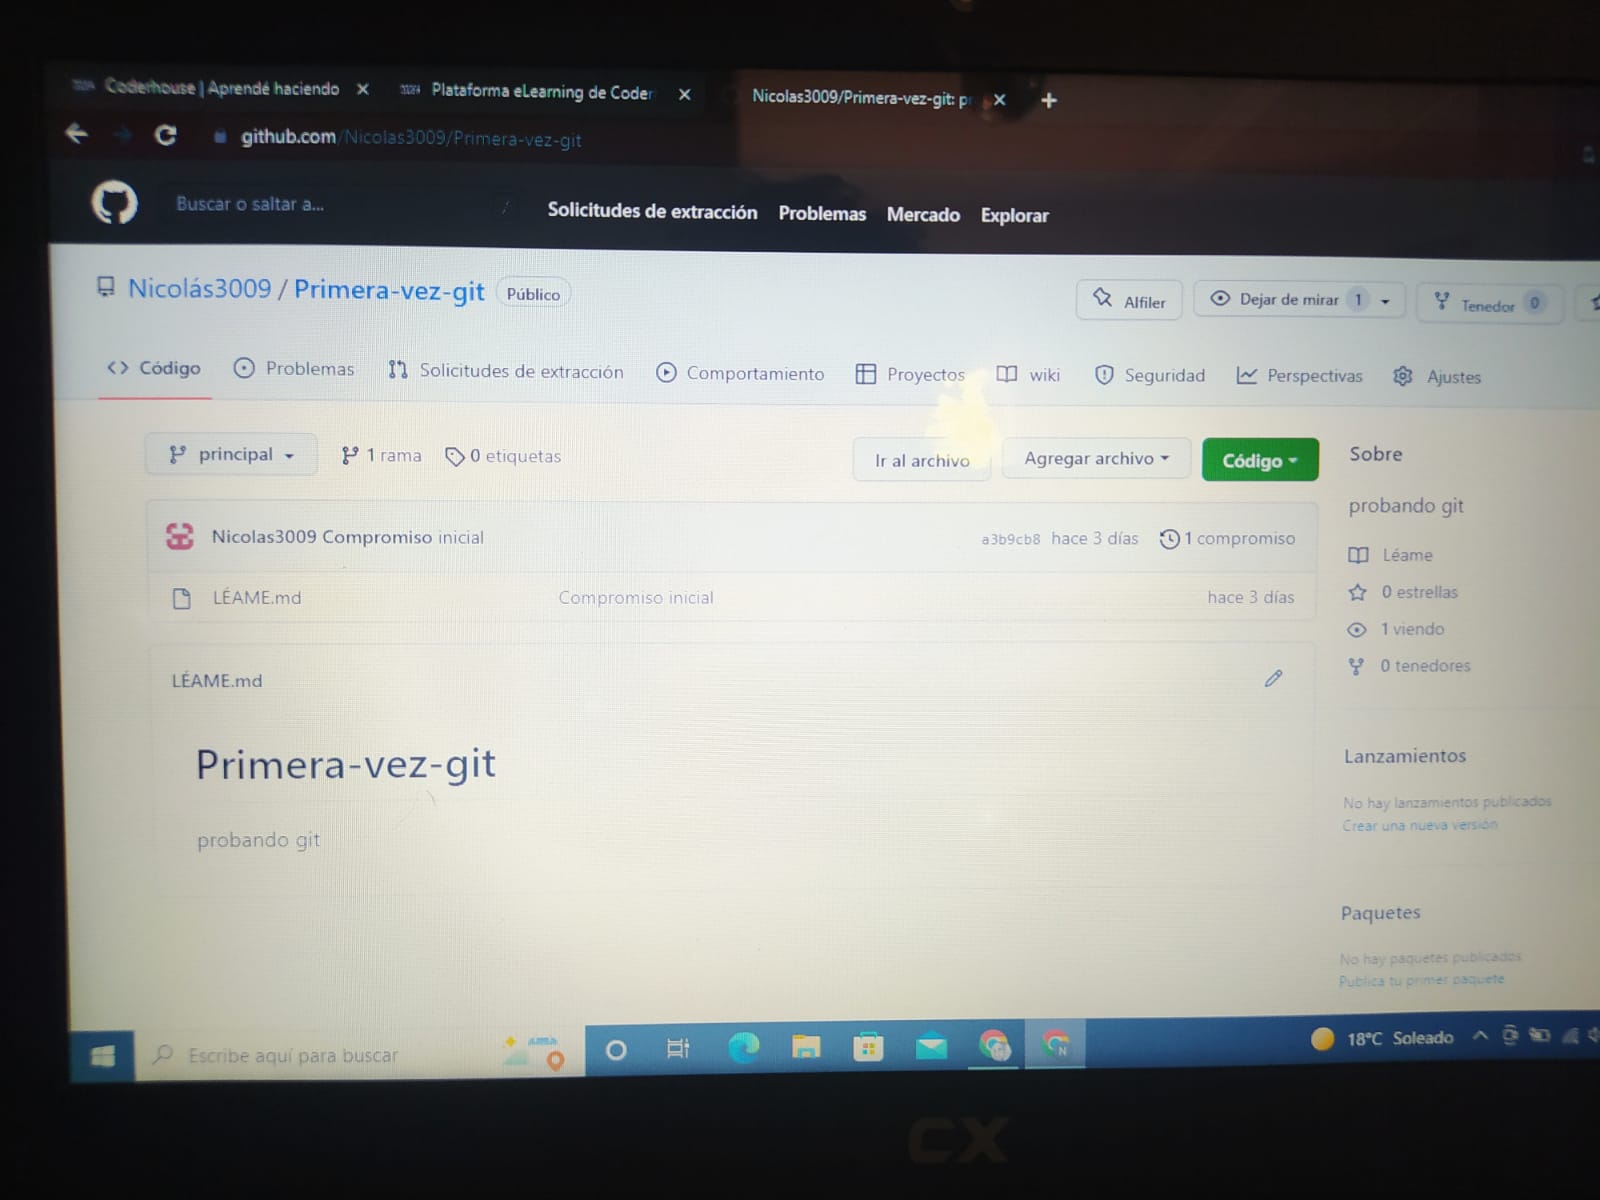 Coderhouse | Aprendé haciendo
Plataforma eLearning de Coder
Nicolas3009/Primera-vez-git: pr
github.com/Nicolas3009/Primera-vez-git
Buscar o saltar a...
/
Solicitudes de extracción
Problemas
Mercado
Explorar
Nicolás3009 / Primera-vez-git
Público
Alfiler
Dejar de mirar 1
Tenedor 0
Código
Problemas
Solicitudes de extracción
Comportamiento
Proyectos
wiki
Seguridad
Perspectivas
Ajustes
principal
1 rama
0 etiquetas
Ir al archivo
Agregar archivo
Código
Nicolas3009 Compromiso inicial
a3b9cb8 hace 3 días
1 compromiso
LÉAME.md
Compromiso inicial
hace 3 días
LÉAME.md
Primera-vez-git
probando git
Sobre
probando git
Léame
0 estrellas
1 viendo
0 tenedores
Lanzamientos
No hay lanzamientos publicados
Crear una nueva versión
Paquetes
No hay paquetes publicados
Publica tu primer paquete
Escribe aquí para buscar
N
18°C Soleado
CX